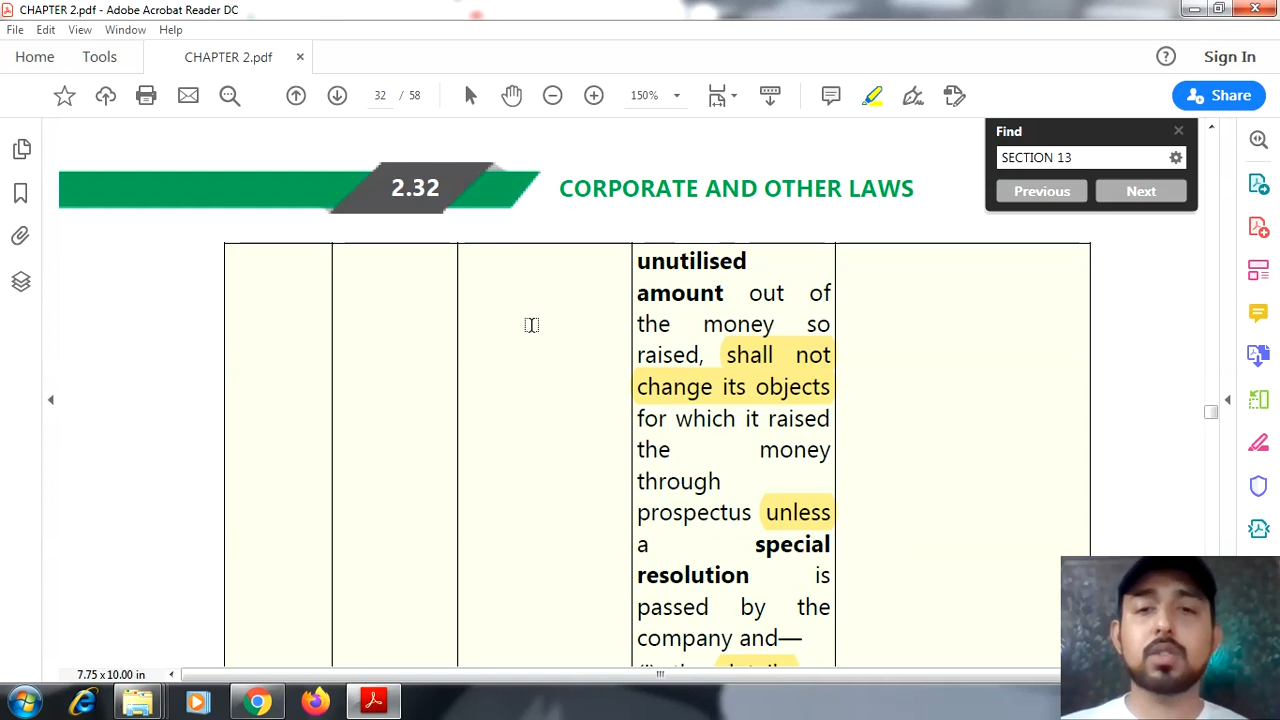 CHAPTER 2.pdf - Adobe Acrobat Reader DC
File Edit View Window Help
Home Tools CHAPTER 2.pdf × Sign In
32 / 58 150% Share
Find
SECTION 13
Previous Next
2.32 CORPORATE AND OTHER LAWS
unutilised
amount out of
the money so
raised, shall not
change its objects
for which it raised
the money
through
prospectus unless
a special
resolution is
passed by the
company and—
7.75 x 10.00 in